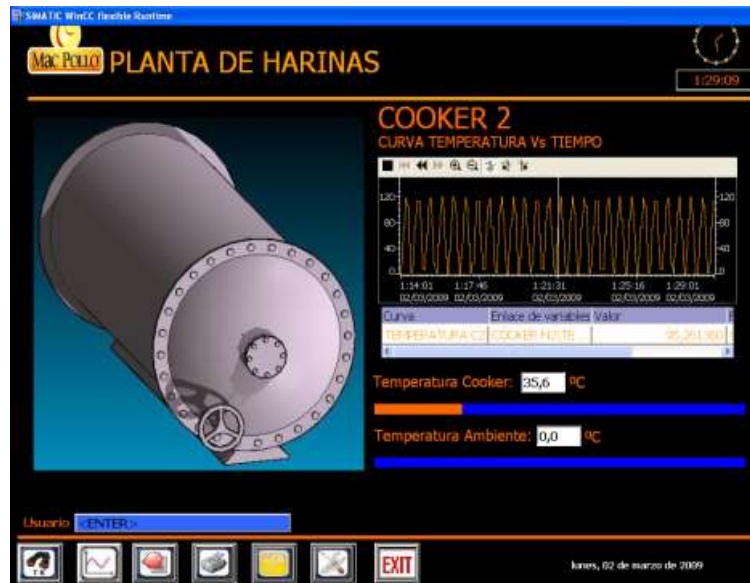 SIMATIC WinCC flexible Runtime
Mac Pollo
PLANTA DE HARINAS
1:29:09
COOKER 2
CURVA TEMPERATURA Vs TIEMPO
120 120
80 80
40 40
0 0
1:14:01 1:17:46 1:21:31 1:25:16 1:29:01
02/03/2009 02/03/2009 02/03/2009 02/03/2009 02/03/2009
Curva Enlace de variables Valor
TEMPERATURA C2
Temperatura Cooker: 35,6 ºC
Temperatura Ambiente: 0,0 ºC
Usuario <ENTER>
EXIT
lunes, 02 de marzo de 2009